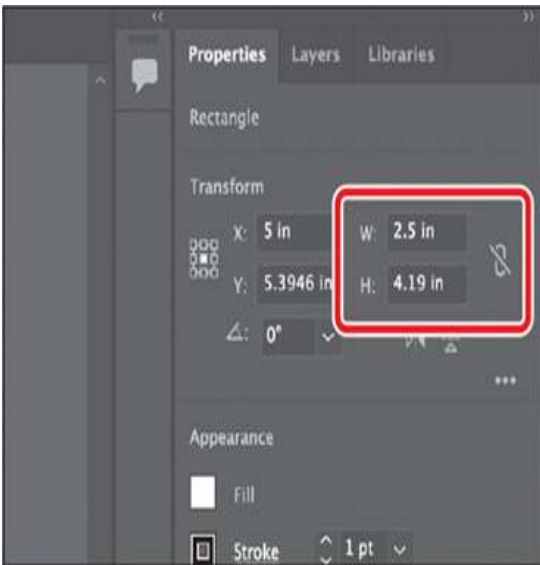 Properties Layers Libraries
Rectangle
Transform
X: 5 in W: 2.5 in
Y: 5.3946 in H: 4.19 in
0°
Appearance
Fill
Stroke 1 pt